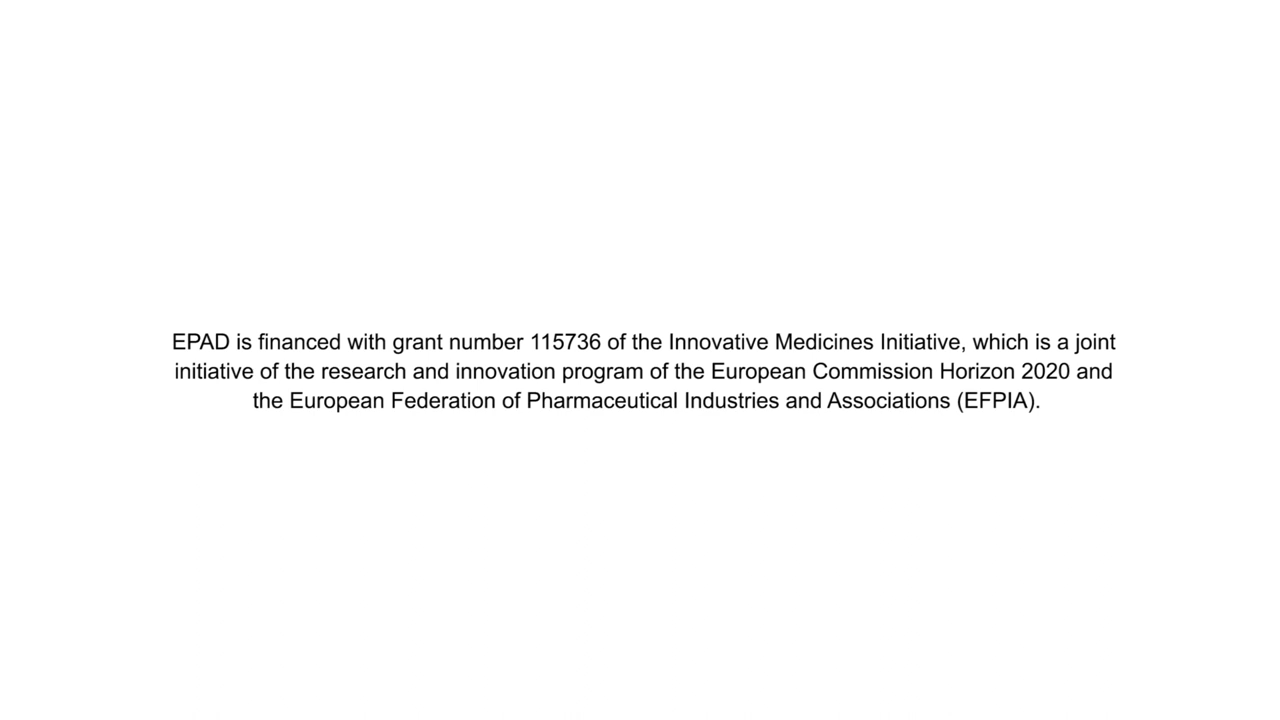 EPAD is financed with grant number 115736 of the Innovative Medicines Initiative, which is a joint
initiative of the research and innovation program of the European Commission Horizon 2020 and
the European Federation of Pharmaceutical Industries and Associations (EFPIA).